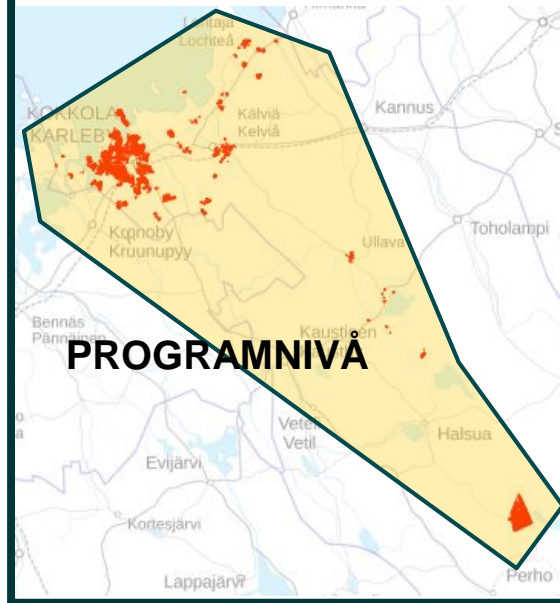 Lohtaja
Lochteå
KOKKOLA
KARLEBY
Kälviä
Kelviå
Kannus
Toholampi
Ullava
Kronoby
Kruunupyy
Bennäs
Pännäinen
Kaustinen
PROGRAMNIVÅ
Veteli
Vetil
Halsua
Evijärvi
Kortesjärvi
Lappajärvi
Perho